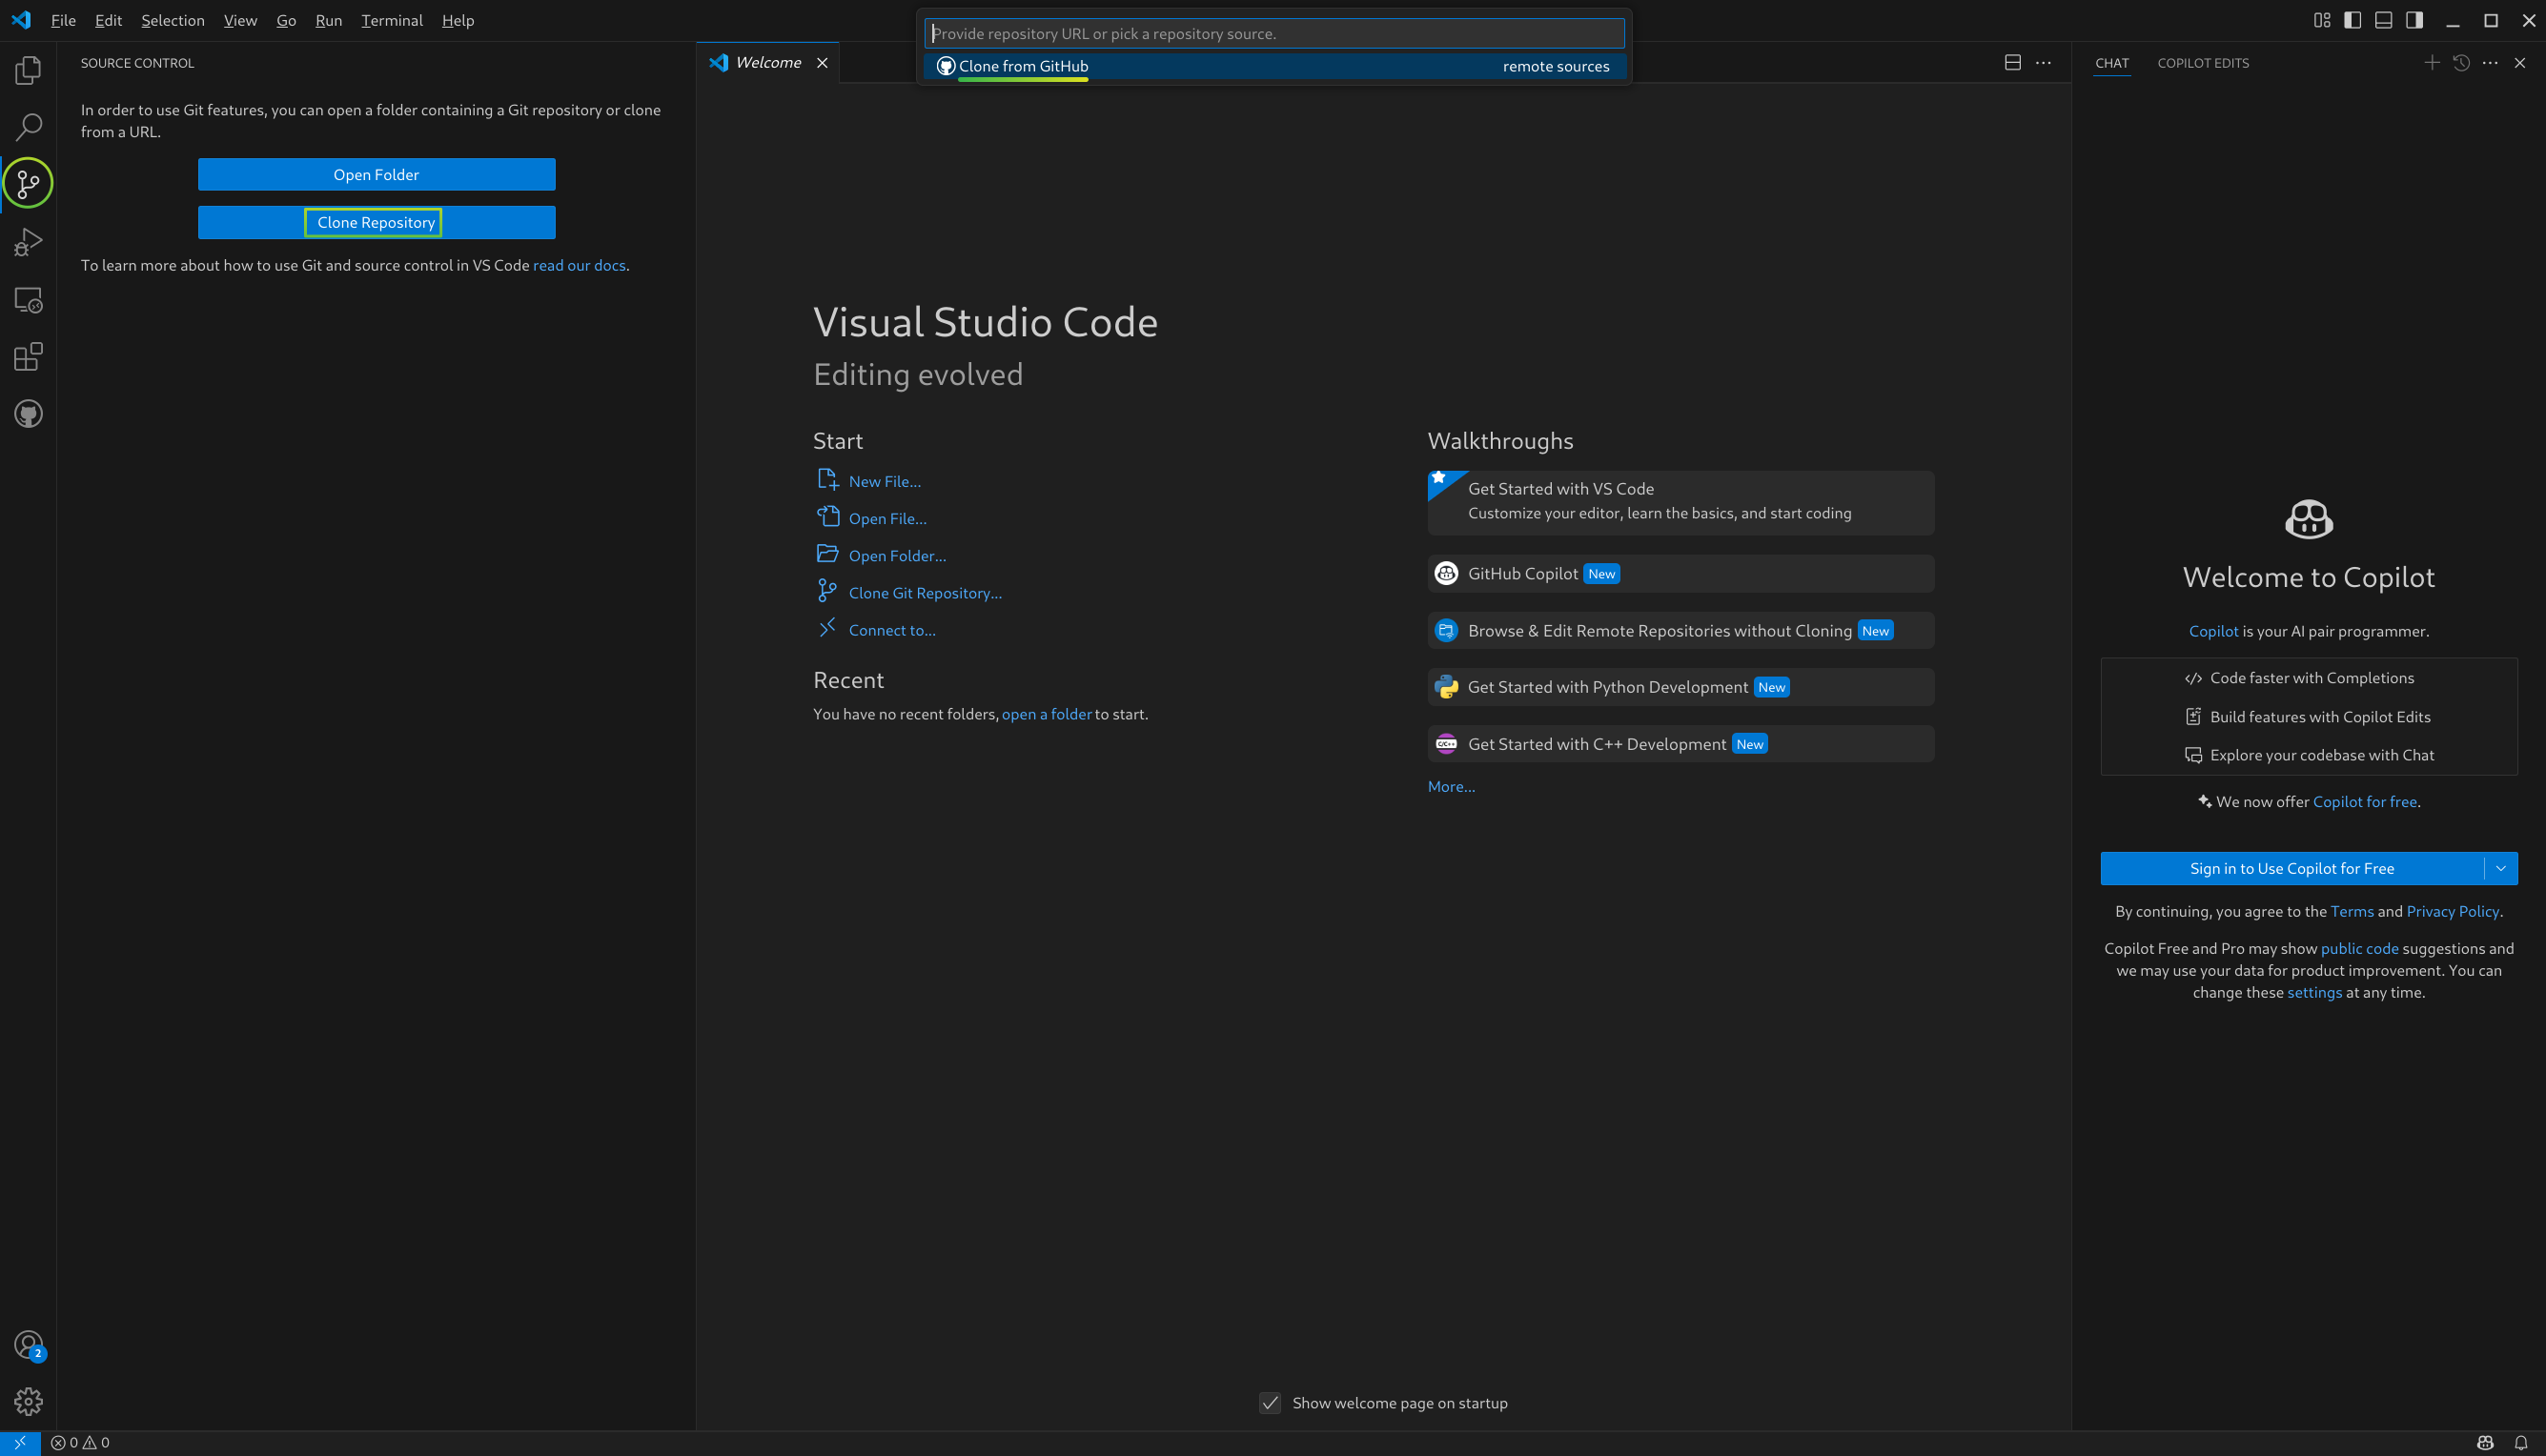 File Edit Selection View Go Run Terminal Help
Provide repository URL or pick a repository source.
Clone from GitHub remote sources
SOURCE CONTROL
In order to use Git features, you can open a folder containing a Git repository or clone
from a URL.
Open Folder
Clone Repository
To learn more about how to use Git and source control in VS Code read our docs.
Welcome
Visual Studio Code
Editing evolved
Start
New File...
Open File...
Open Folder...
Clone Git Repository...
Connect to...
Recent
You have no recent folders, open a folder to start.
Walkthroughs
Get Started with VS Code
Customize your editor, learn the basics, and start coding
GitHub Copilot New
Browse & Edit Remote Repositories without Cloning New
Get Started with Python Development New
C/C++ Get Started with C++ Development New
More...
Show welcome page on startup
CHAT COPILOT EDITS
Welcome to Copilot
Copilot is your AI pair programmer.
Code faster with Completions
Build features with Copilot Edits
Explore your codebase with Chat
We now offer Copilot for free.
Sign in to Use Copilot for Free
By continuing, you agree to the Terms and Privacy Policy.
Copilot Free and Pro may show public code suggestions and
we may use your data for product improvement. You can
change these settings at any time.
2
0 0